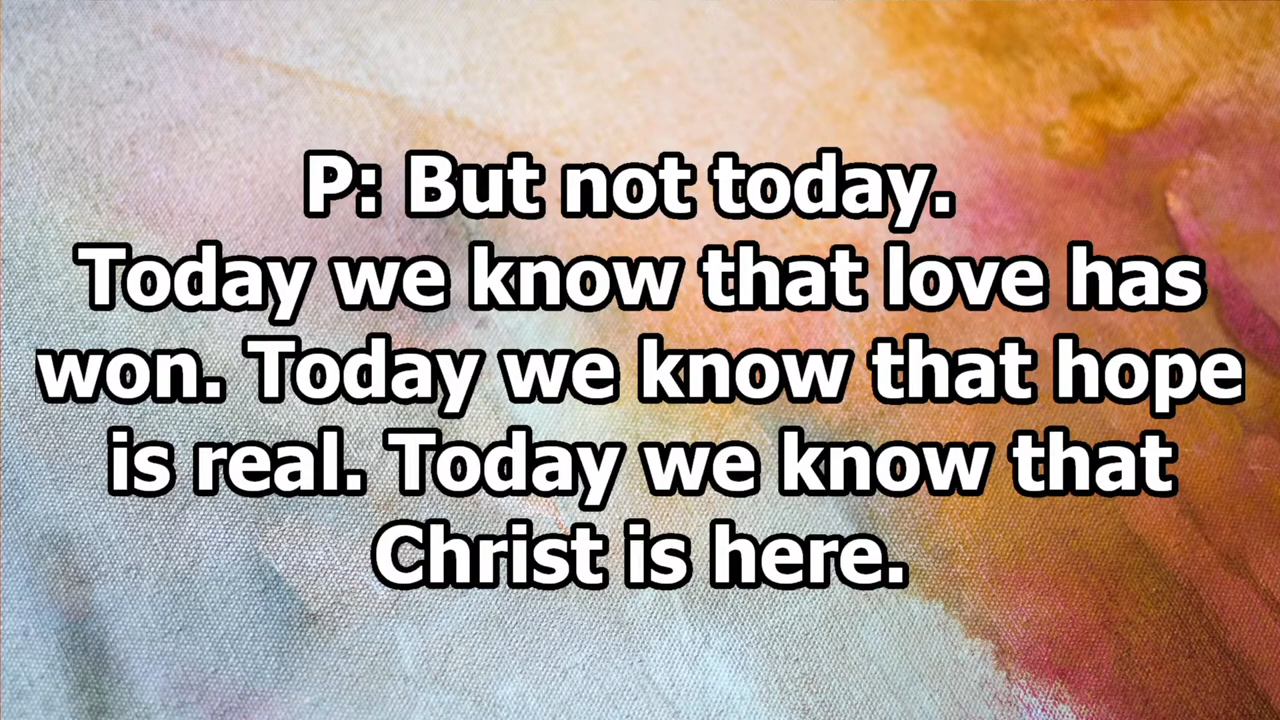 P: But not today.
Today we know that love has
won. Today we know that hope
is real. Today we know that
Christ is here.